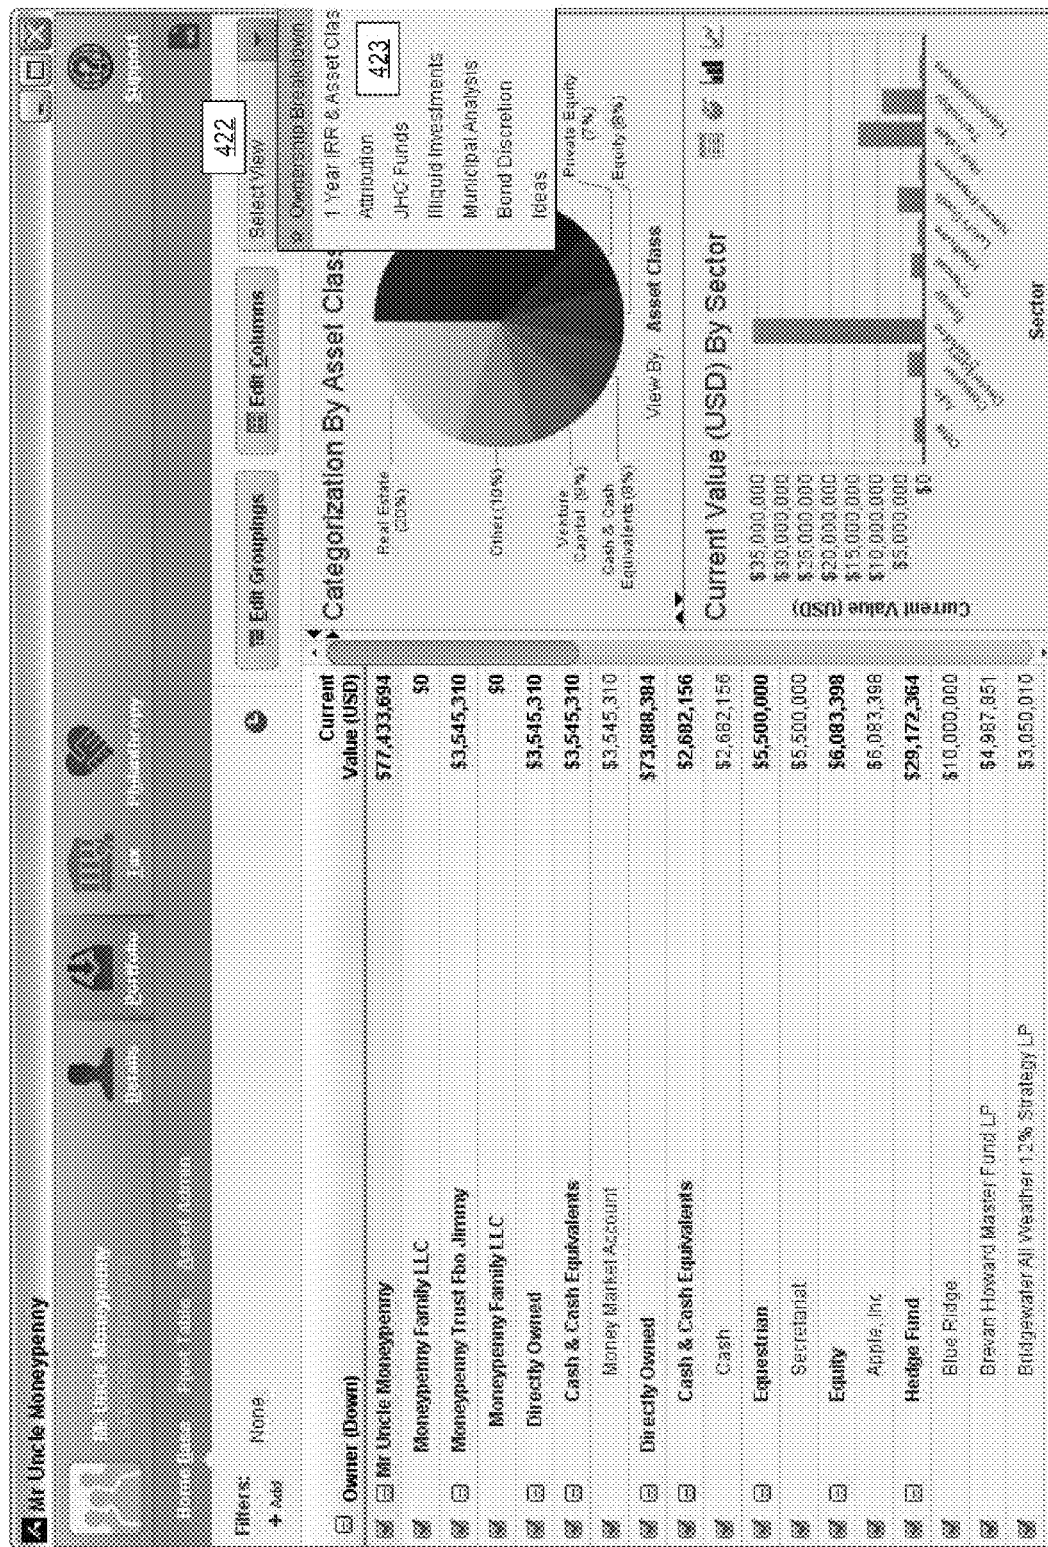 Mr Uncle Moneypenny
Support
Filters:
None
+ Add
Edit Groupings
Edit Columns
Select View
422
Ownership Breakdown
1 Year IRR & Asset Clas
Attribution
JHC Funds
Illiquid Investments
Municipal Analysis
Bond Discretion
Ideas
423
Owner (Down)
Current
Value (USD)
Mr Uncle Moneypenny $77,433,694
Moneypenny Family LLC $0
Moneypenny Trust Fbo Jimmy $3,545,310
Moneypenny Family LLC $0
Directly Owned $3,545,310
Cash & Cash Equivalents $3,545,310
Money Market Account $3,545,310
Directly Owned $73,888,384
Cash & Cash Equivalents $2,682,156
Cash $2,682,156
Equestrian $5,500,000
Secretariat $5,500,000
Equity $6,083,398
Apple, Inc. $6,083,398
Hedge Fund $29,172,364
Blue Ridge $10,000,000
Brevan Howard Master Fund LP $4,987,851
Bridgewater All Weather 12% Strategy LP $3,050,010
Categorization By Asset Class
Real Estate
(20%)
Other (10%)
Venture
Capital (9%)
Cash & Cash
Equivalents (8%)
Private Equity
(7%)
Equity (8%)
View By: Asset Class
Current Value (USD) By Sector
Current Value (USD)
$35,000,000
$30,000,000
$25,000,000
$20,000,000
$15,000,000
$10,000,000
$5,000,000
$0
Sector